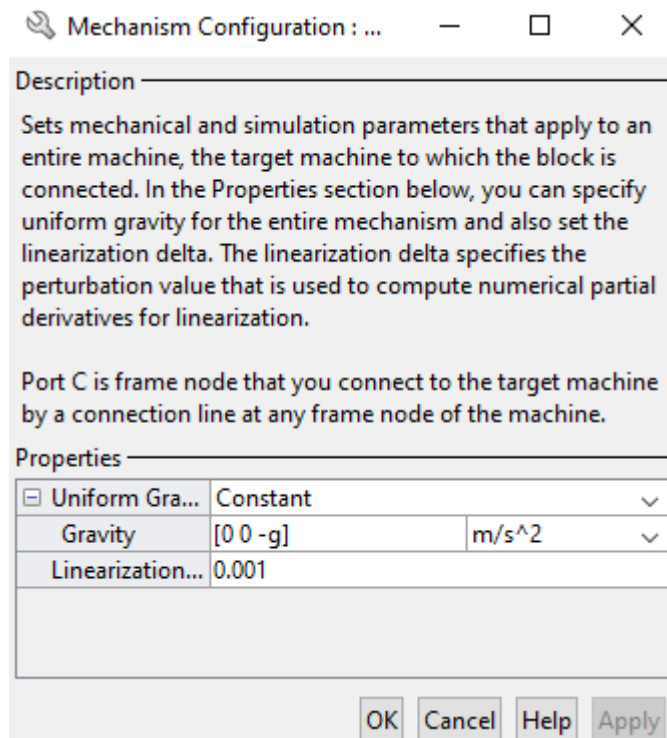 Mechanism Configuration : ...
Description
Sets mechanical and simulation parameters that apply to an
entire machine, the target machine to which the block is
connected. In the Properties section below, you can specify
uniform gravity for the entire mechanism and also set the
linearization delta. The linearization delta specifies the
perturbation value that is used to compute numerical partial
derivatives for linearization.
Port C is frame node that you connect to the target machine
by a connection line at any frame node of the machine.
Properties
Uniform Gra... Constant
Gravity [0 0 -g] m/s^2
Linearization... 0.001
OK Cancel Help Apply